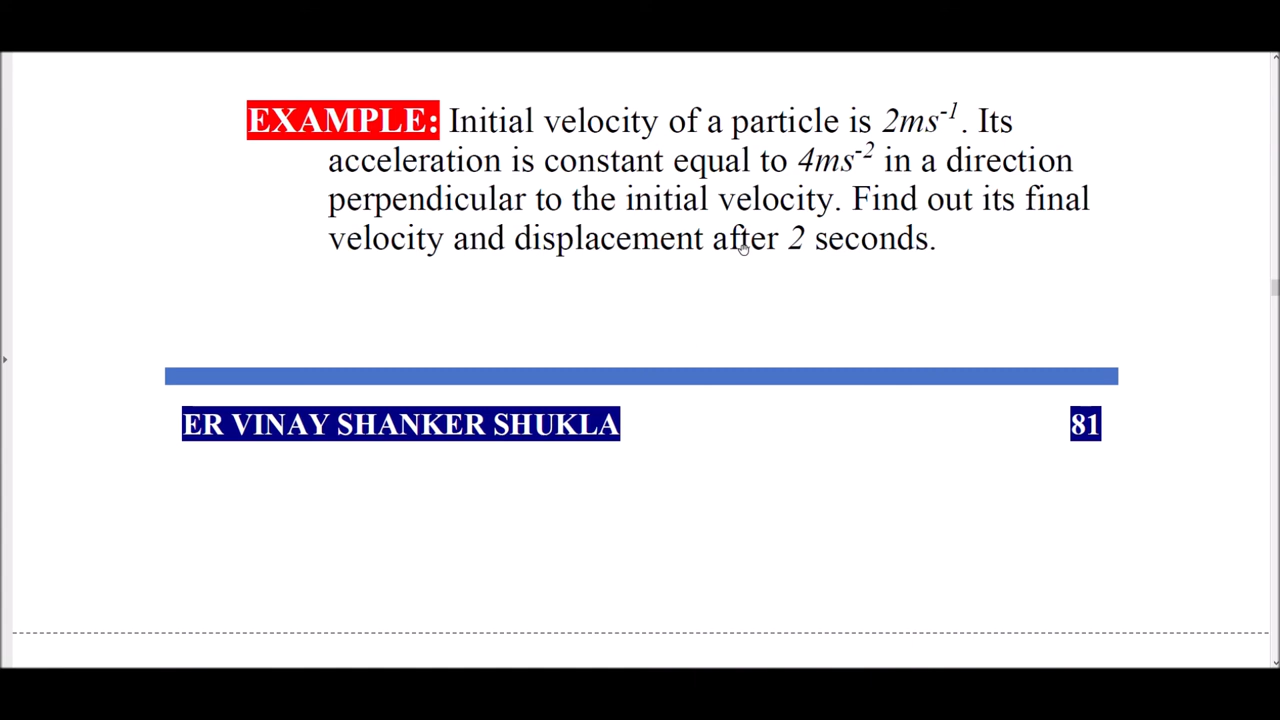 EXAMPLE: Initial velocity of a particle is 2ms⁻¹. Its
acceleration is constant equal to 4ms⁻² in a direction
perpendicular to the initial velocity. Find out its final
velocity and displacement after 2 seconds.
ER VINAY SHANKER SHUKLA 81